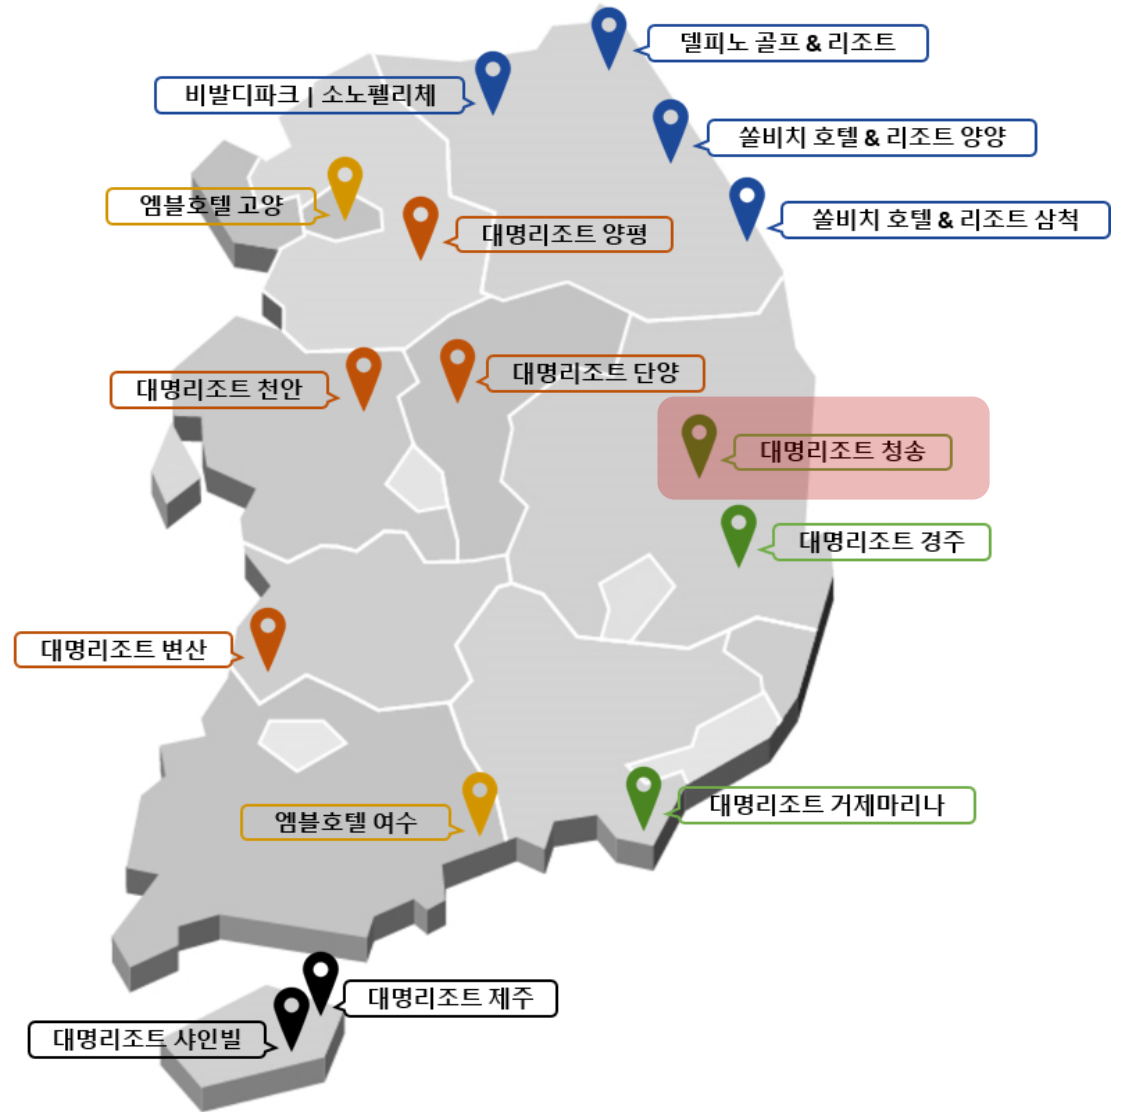 델피노 골프 & 리조트
비발디파크 | 소노펠리체
쏠비치 호텔 & 리조트 양양
엠블호텔 고양
쏠비치 호텔 & 리조트 삼척
대명리조트 양평
대명리조트 단양
대명리조트 천안
대명리조트 청송
대명리조트 경주
대명리조트 변산
대명리조트 거제마리나
엠블호텔 여수
대명리조트 제주
대명리조트 샤인빌